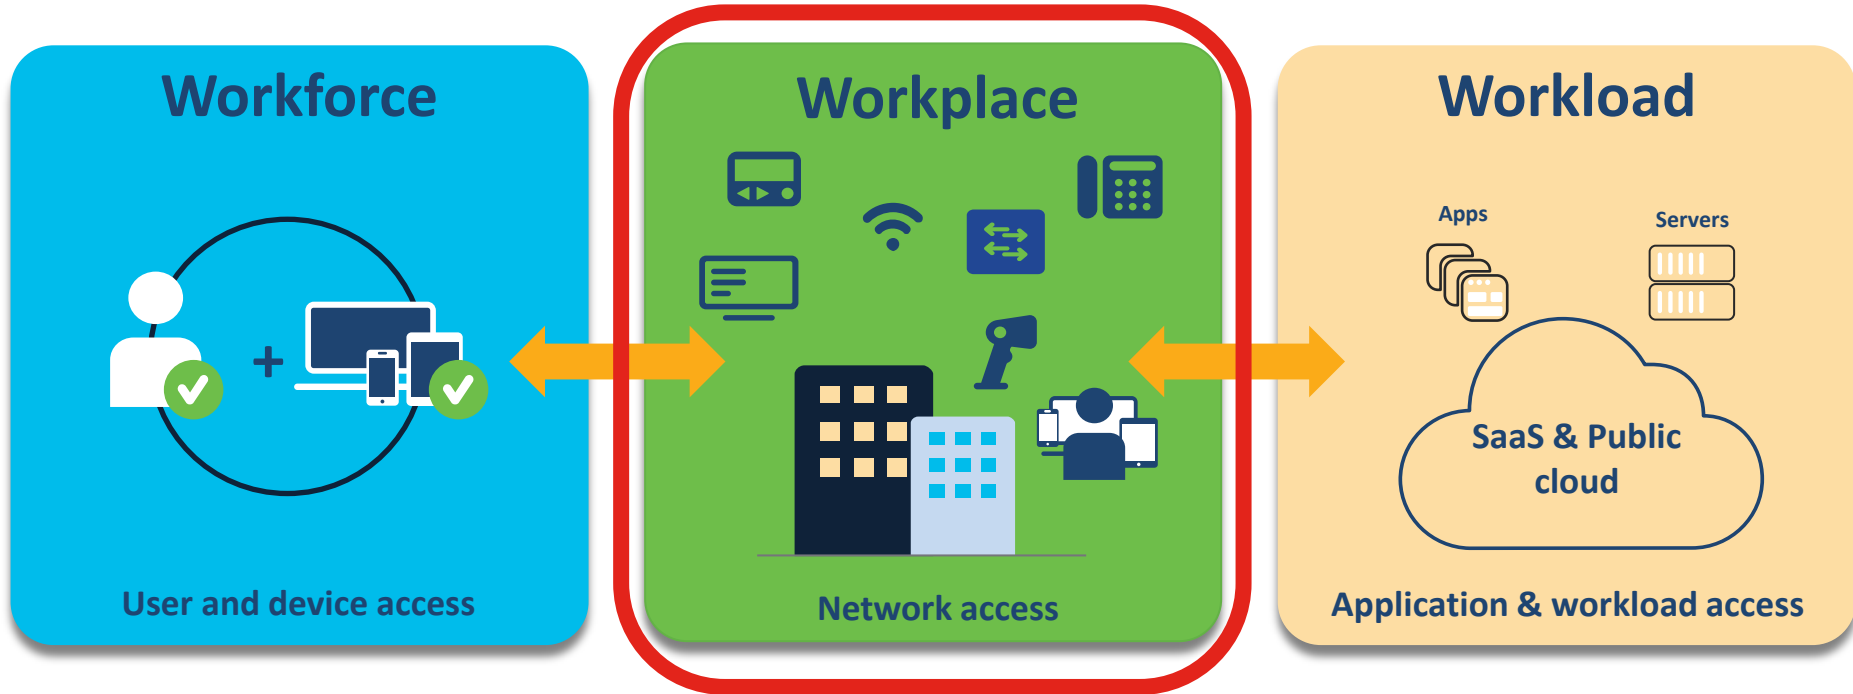 Workforce
User and device access
Workplace
Network access
Workload
Apps
Servers
SaaS & Public
cloud
Application & workload access